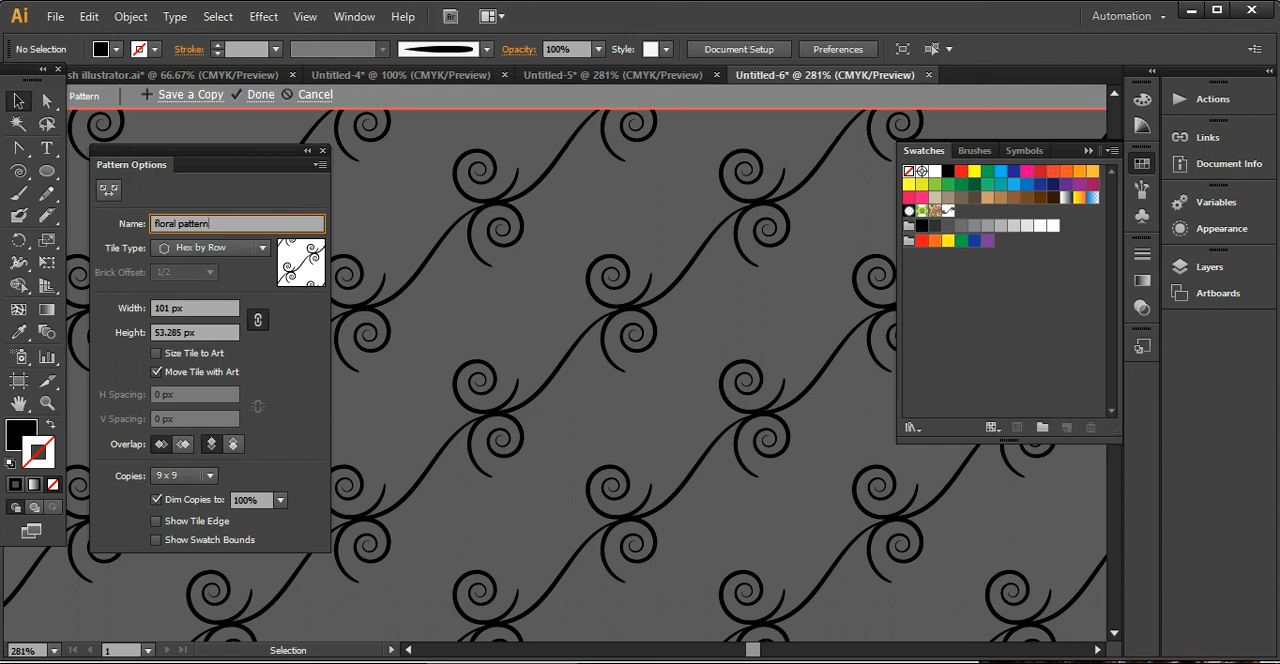 Ai File Edit Object Type Select Effect View Window Help Br Automation
No Selection Stroke: Opacity: 100% Style: Document Setup Preferences
sh illustrator.ai* @ 66.67% (CMYK/Preview) Untitled-4* @ 100% (CMYK/Preview) Untitled-5* @ 281% (CMYK/Preview) Untitled-6* @ 281% (CMYK/Preview)
Pattern Save a Copy Done Cancel
Pattern Options
Name: floral pattern
Tile Type: Hex by Row
Brick Offset: 1/2
Width: 101 px
Height: 53.285 px
Size Tile to Art
Move Tile with Art
H Spacing: 0 px
V Spacing: 0 px
Overlap:
Copies: 9 x 9
Dim Copies to: 100%
Show Tile Edge
Show Swatch Bounds
Swatches Brushes Symbols
Actions
Links
Document Info
Variables
Appearance
Layers
Artboards
281% 1 Selection